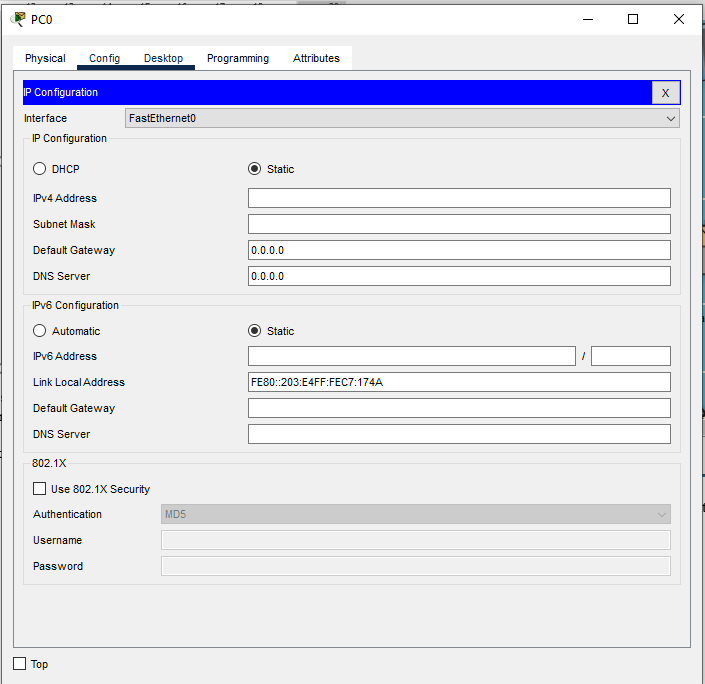 PC0
Physical Config Desktop Programming Attributes
IP Configuration X
Interface FastEthernet0
IP Configuration
DHCP Static
IPv4 Address
Subnet Mask
Default Gateway 0.0.0.0
DNS Server 0.0.0.0
IPv6 Configuration
Automatic Static
IPv6 Address /
Link Local Address FE80::203:E4FF:FEC7:174A
Default Gateway
DNS Server
802.1X
Use 802.1X Security
Authentication MD5
Username
Password
Top